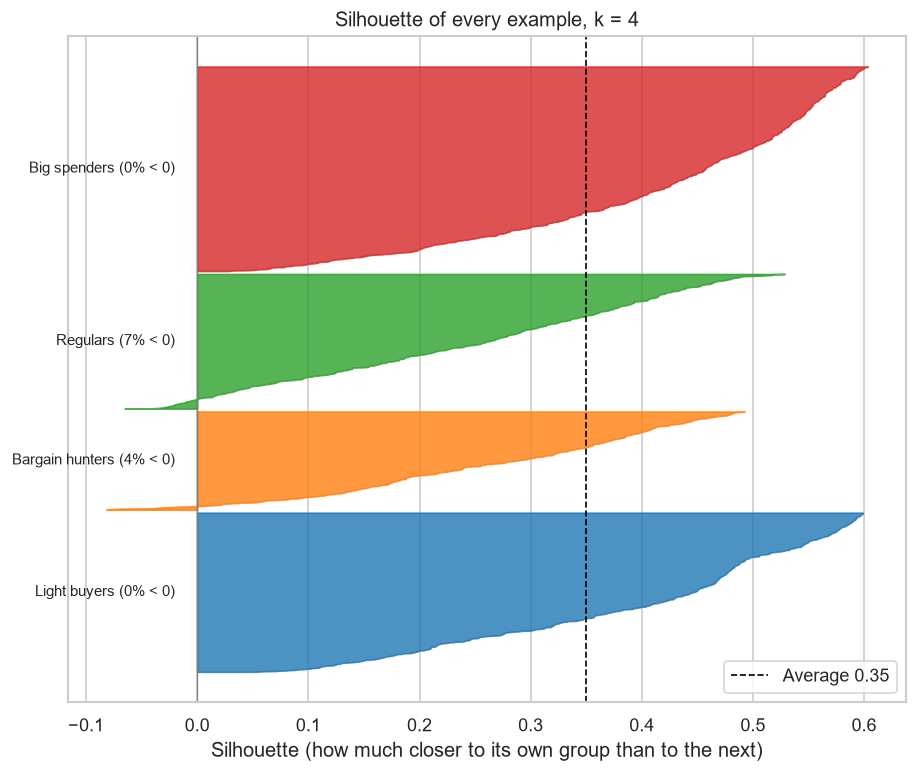 Silhouette of every example, k = 4
Big spenders (0% < 0)
Regulars (7% < 0)
Bargain hunters (4% < 0)
Light buyers (0% < 0)
Average 0.35
−0.1 0.0 0.1 0.2 0.3 0.4 0.5 0.6
Silhouette (how much closer to its own group than to the next)